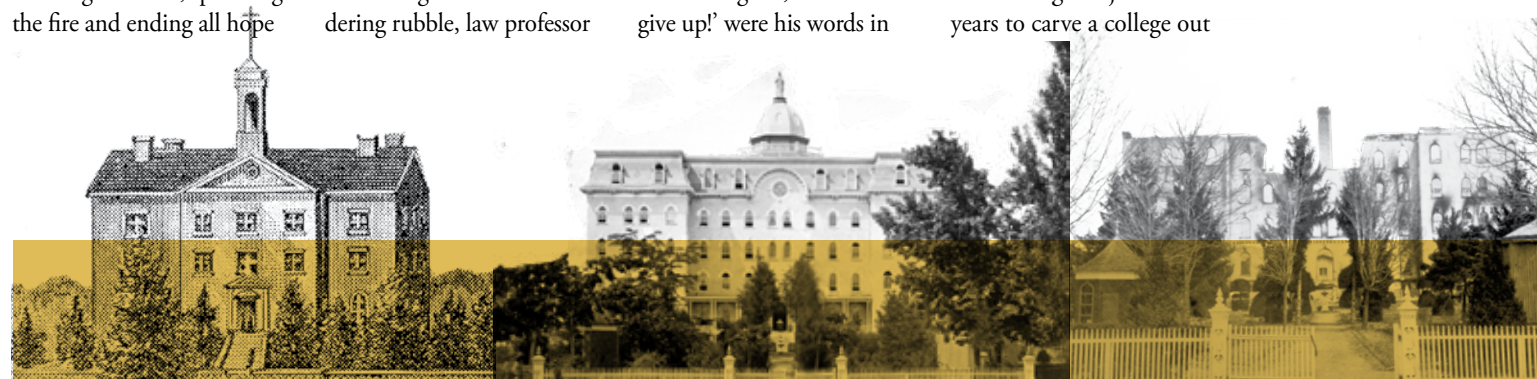 the fire and ending all hope
dering rubble, law professor
give up!' were his words in
years to carve a college out